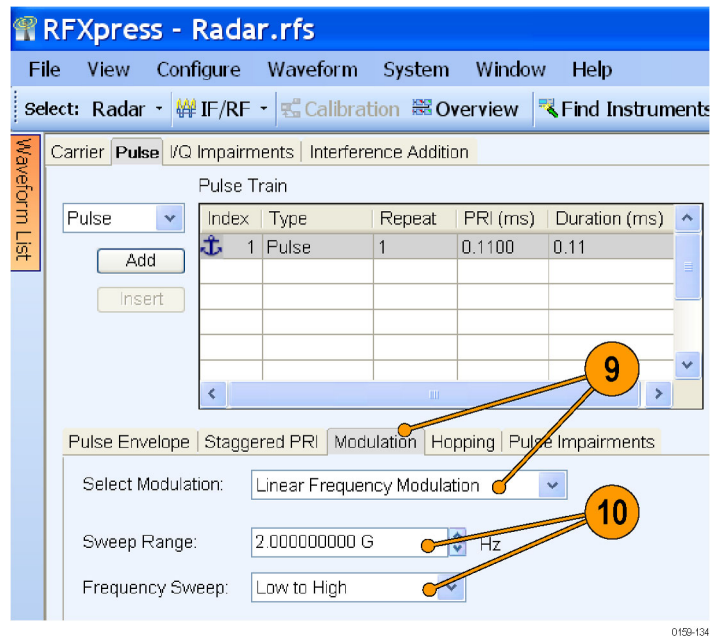 RFXpress - Radar.rfs
File View Configure Waveform System Window Help
Select: Radar IF/RF Calibration Overview Find Instruments
Waveform List
Carrier Pulse I/Q Impairments Interference Addition
Pulse Train
Pulse
Add
Insert
Index Type Repeat PRI (ms) Duration (ms)
1 Pulse 1 0.1100 0.11
9
Pulse Envelope Staggered PRI Modulation Hopping Pulse Impairments
Select Modulation: Linear Frequency Modulation
10
Sweep Range: 2.000000000 G Hz
Frequency Sweep: Low to High
0159-134